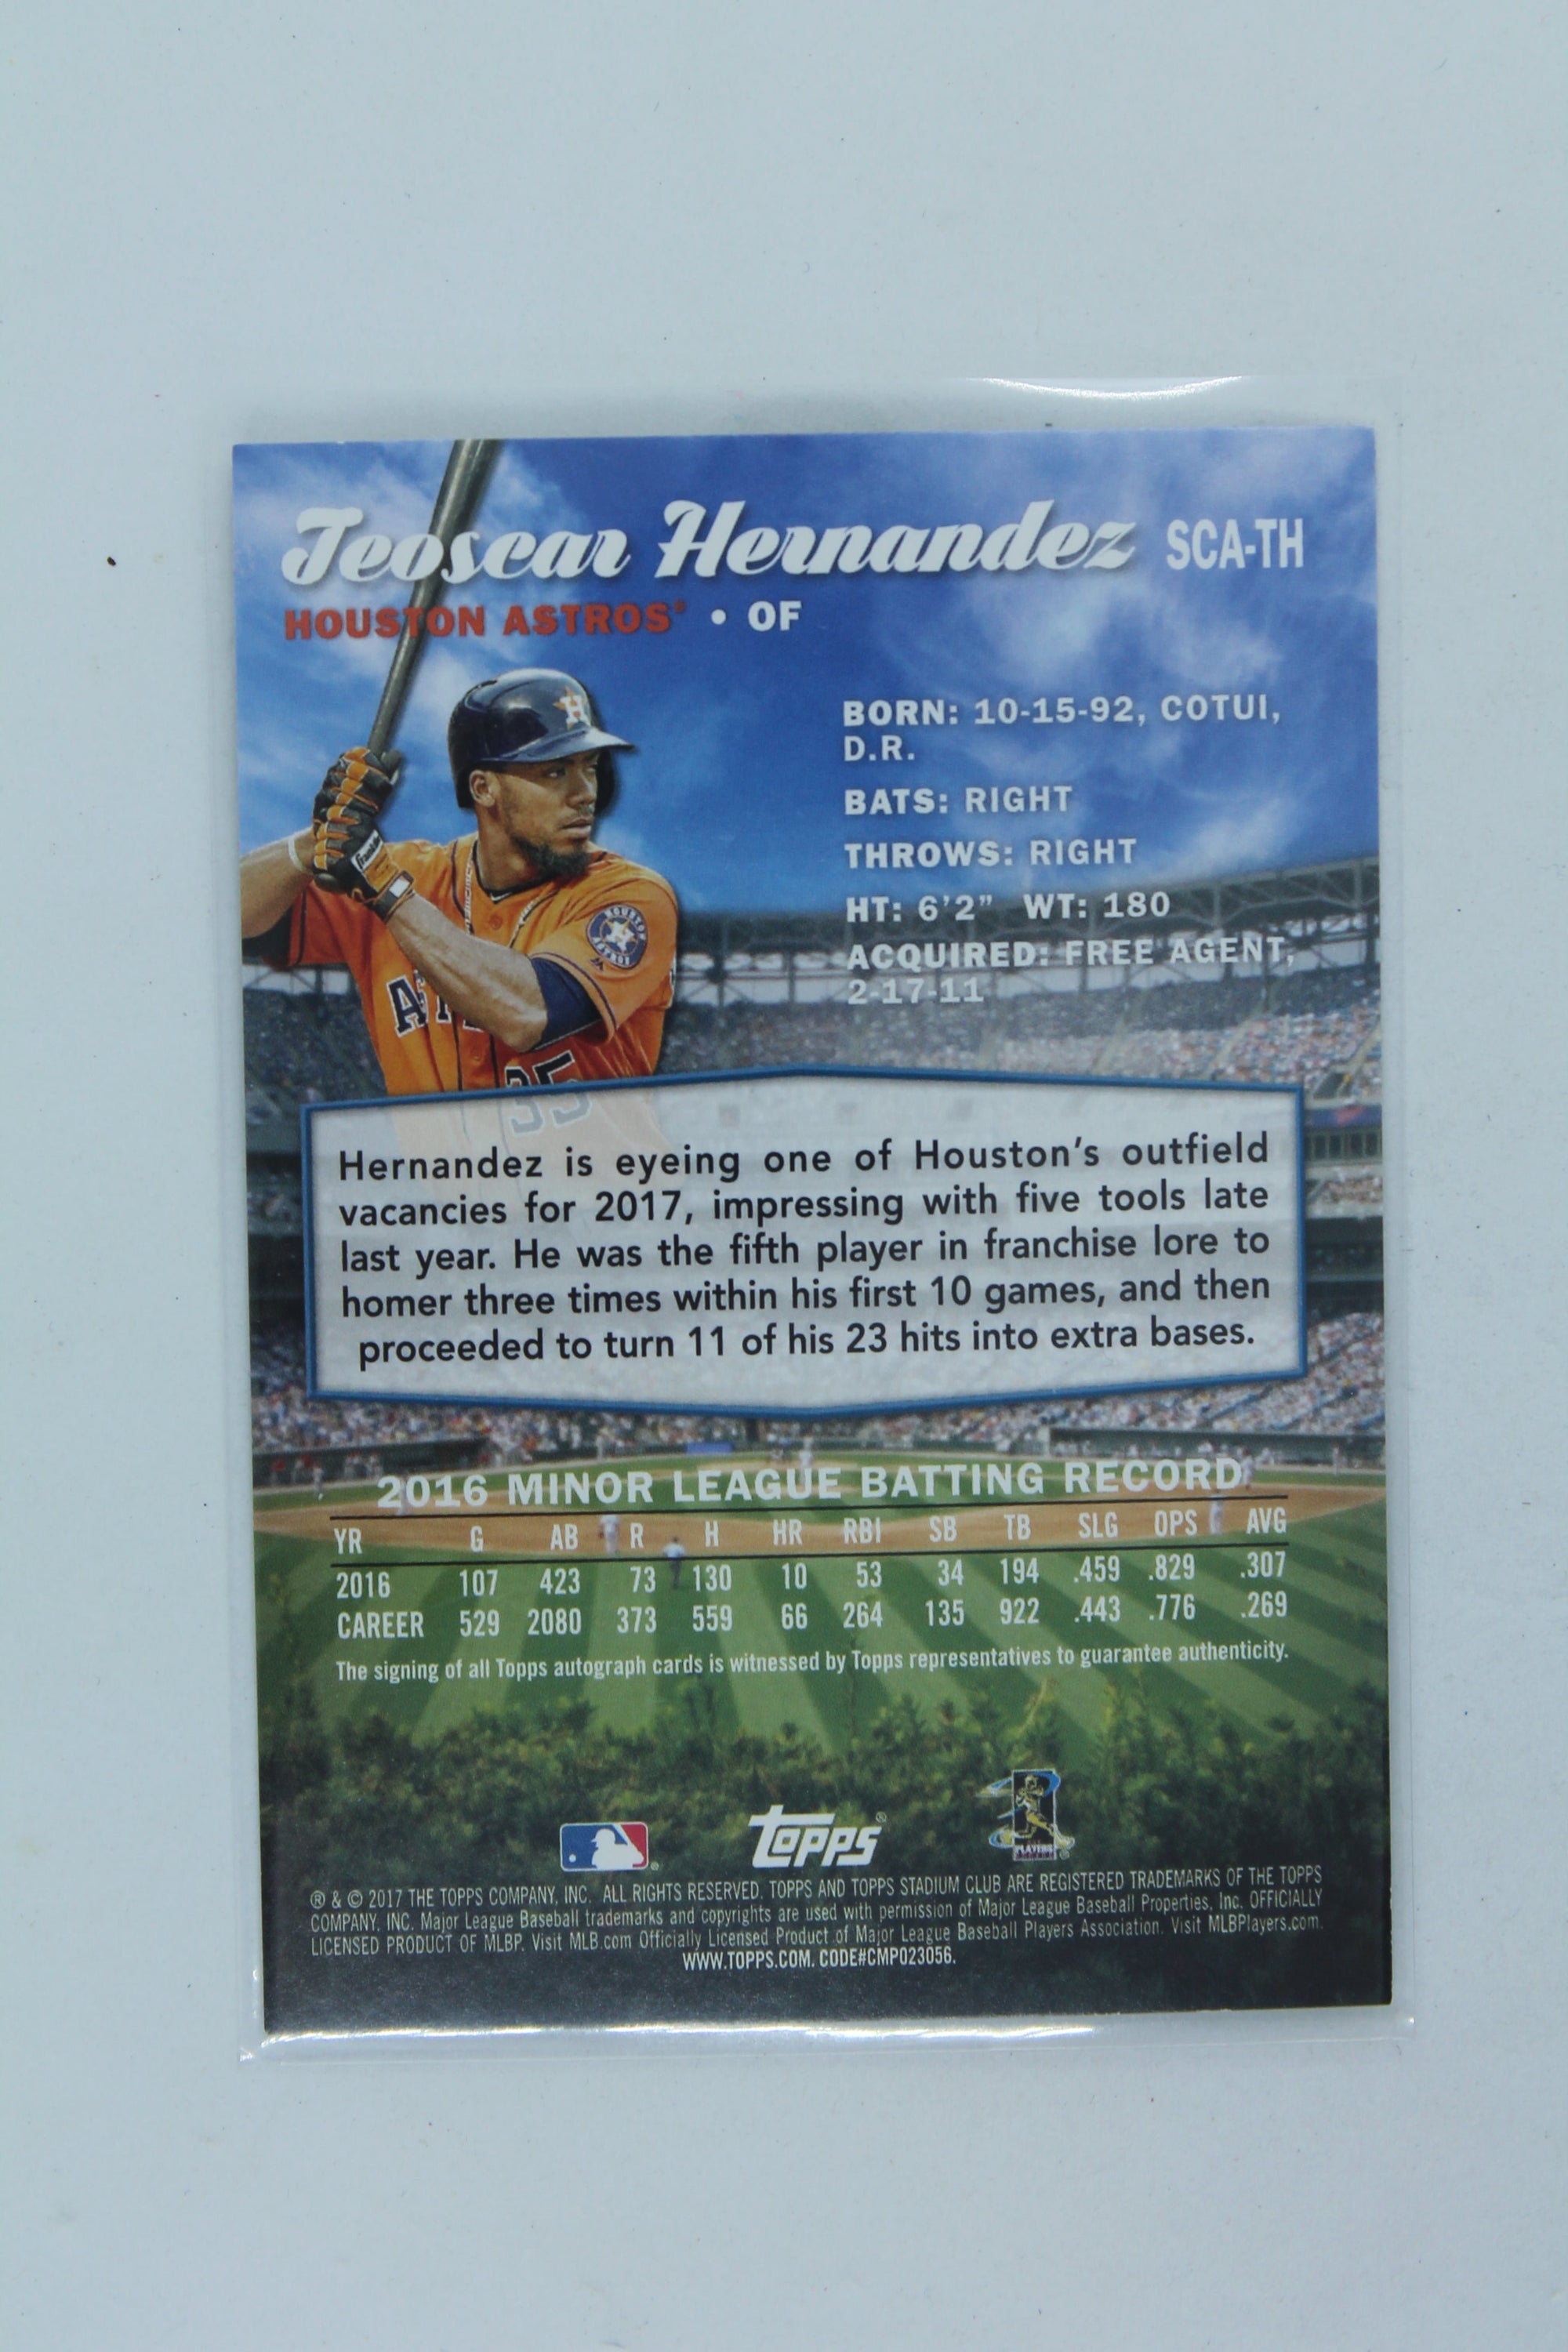 Teoscar Hernandez SCA-TH
HOUSTON ASTROS® • OF
BORN: 10-15-92, COTUI,
D.R.
BATS: RIGHT
THROWS: RIGHT
HT: 6'2" WT: 180
ACQUIRED: FREE AGENT,
2-17-11
Franklin
HOUSTON
ASTROS
35
Hernandez is eyeing one of Houston's outfield
vacancies for 2017, impressing with five tools late
last year. He was the fifth player in franchise lore to
homer three times within his first 10 games, and then
proceeded to turn 11 of his 23 hits into extra bases.
2016 MINOR LEAGUE BATTING RECORD
YR G AB R H HR RBI SB TB SLG OPS AVG
2016 107 423 73 130 10 53 34 194 .459 .829 .307
CAREER 529 2080 373 559 66 264 135 922 .443 .776 .269
The signing of all Topps autograph cards is witnessed by Topps representatives to guarantee authenticity.
topps®
PLAYERS
® & © 2017 THE TOPPS COMPANY, INC. ALL RIGHTS RESERVED. TOPPS AND TOPPS STADIUM CLUB ARE REGISTERED TRADEMARKS OF THE TOPPS
COMPANY, INC. Major League Baseball trademarks and copyrights are used with permission of Major League Baseball Properties, Inc. OFFICIALLY
LICENSED PRODUCT OF MLBP. Visit MLB.com Officially Licensed Product of Major League Baseball Players Association. Visit MLBPlayers.com.
WWW.TOPPS.COM. CODE#CMP023056.